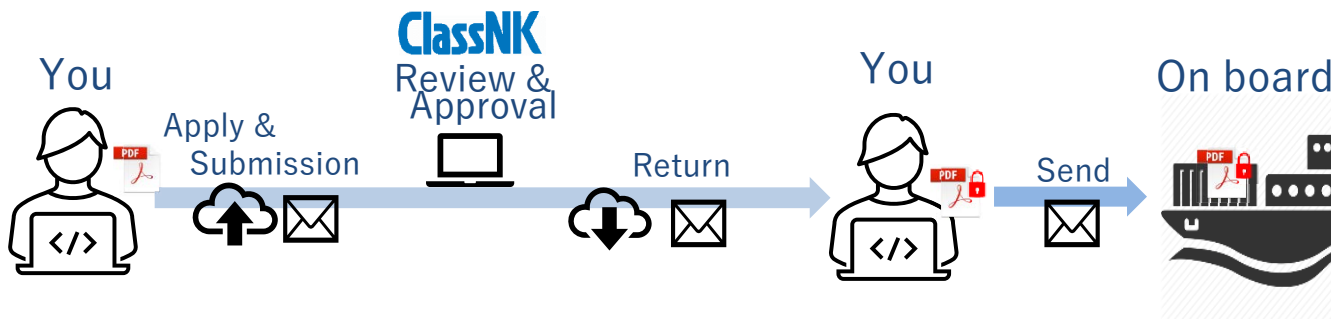 You
PDF
Apply &
Submission
</>
ClassNK
Review &
Approval
Return
You
PDF
</>
Send
On board
PDF